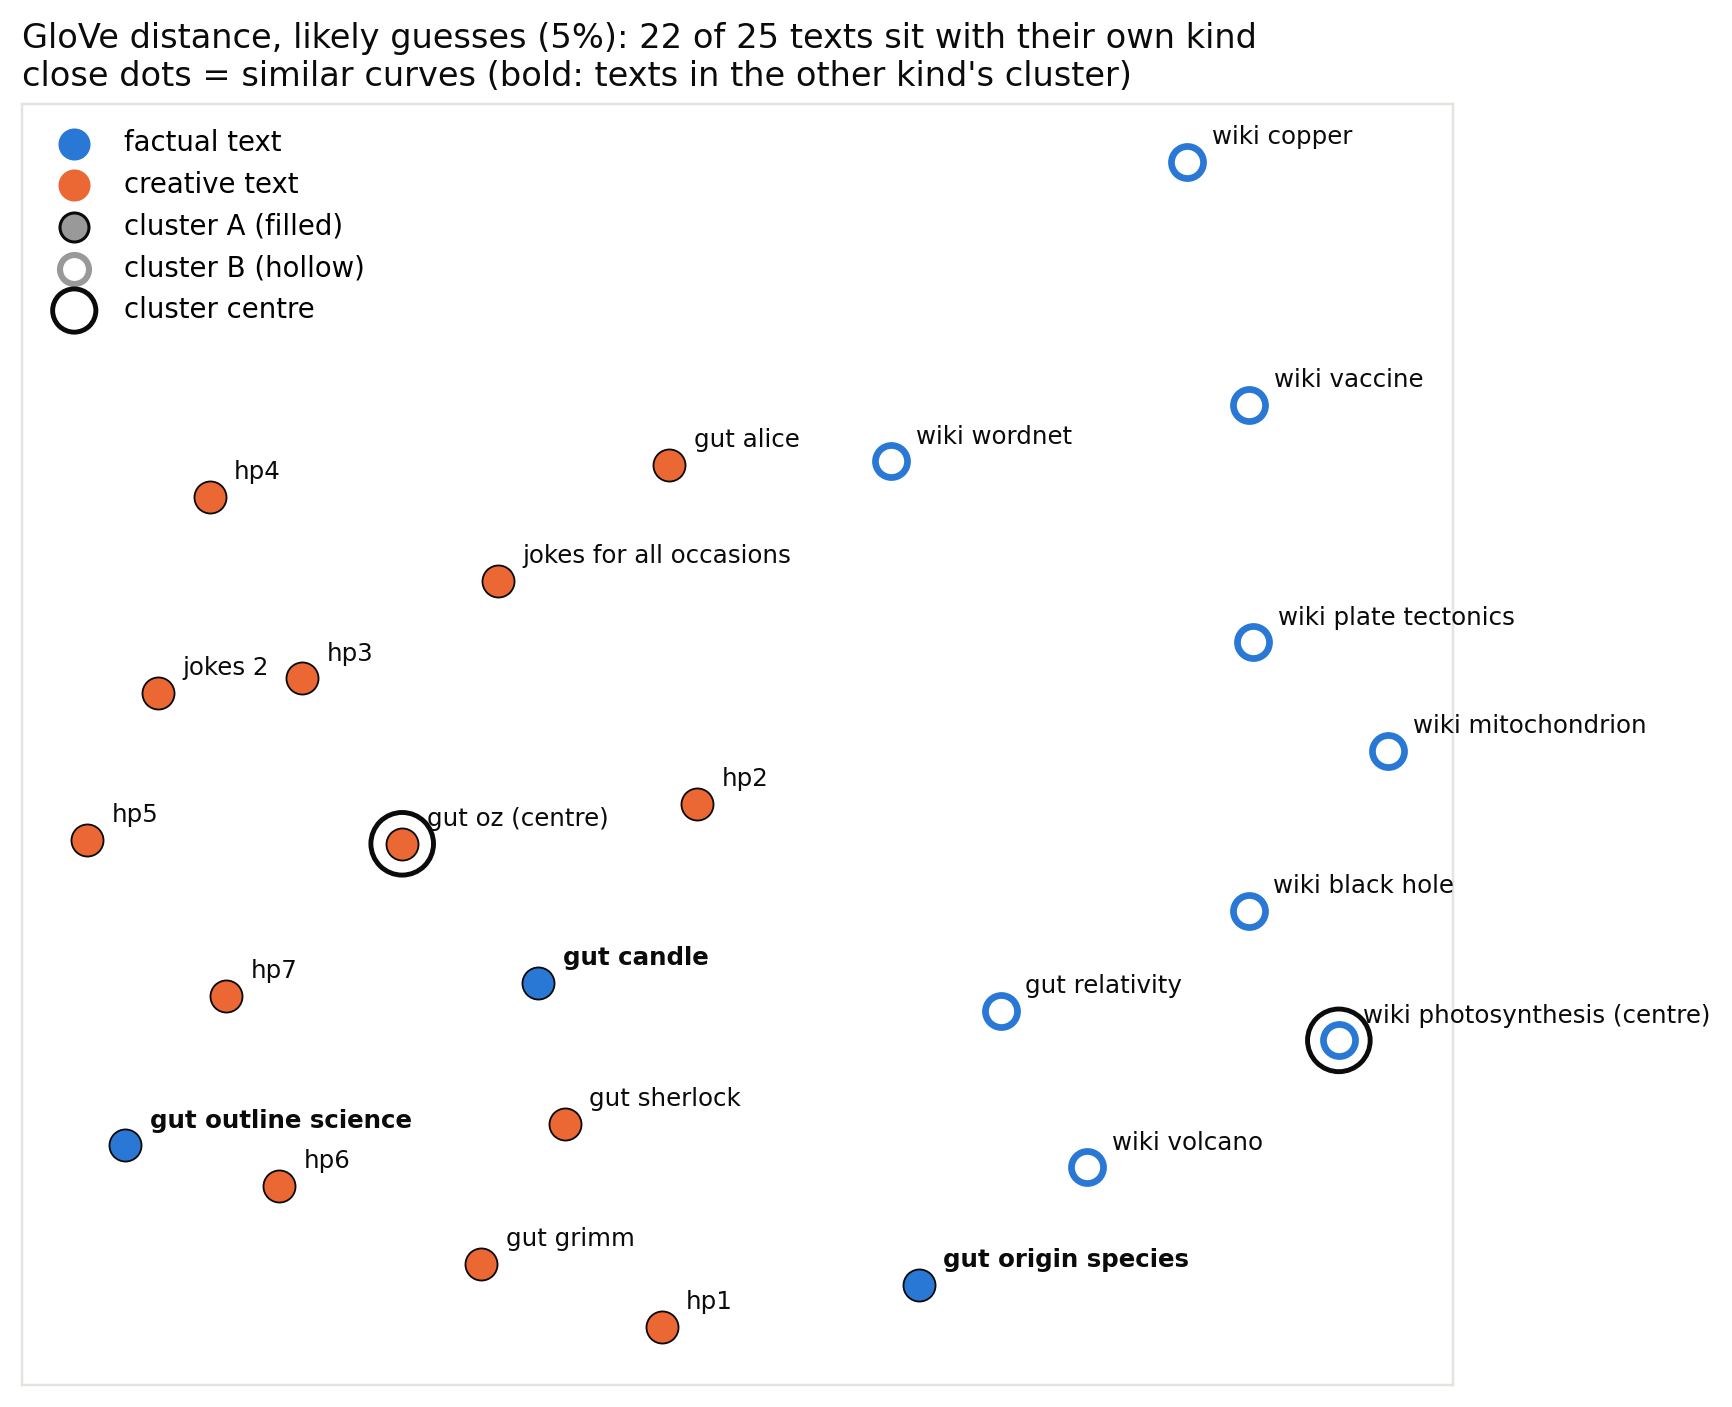 GloVe distance, likely guesses (5%): 22 of 25 texts sit with their own kind
close dots = similar curves (bold: texts in the other kind's cluster)
factual text
creative text
cluster A (filled)
cluster B (hollow)
cluster centre
wiki copper
wiki vaccine
gut alice
wiki wordnet
hp4
jokes for all occasions
wiki plate tectonics
jokes 2
hp3
wiki mitochondrion
hp2
hp5
gut oz (centre)
wiki black hole
gut candle
hp7
gut relativity
wiki photosynthesis (centre)
gut sherlock
gut outline science
wiki volcano
hp6
gut grimm
gut origin species
hp1